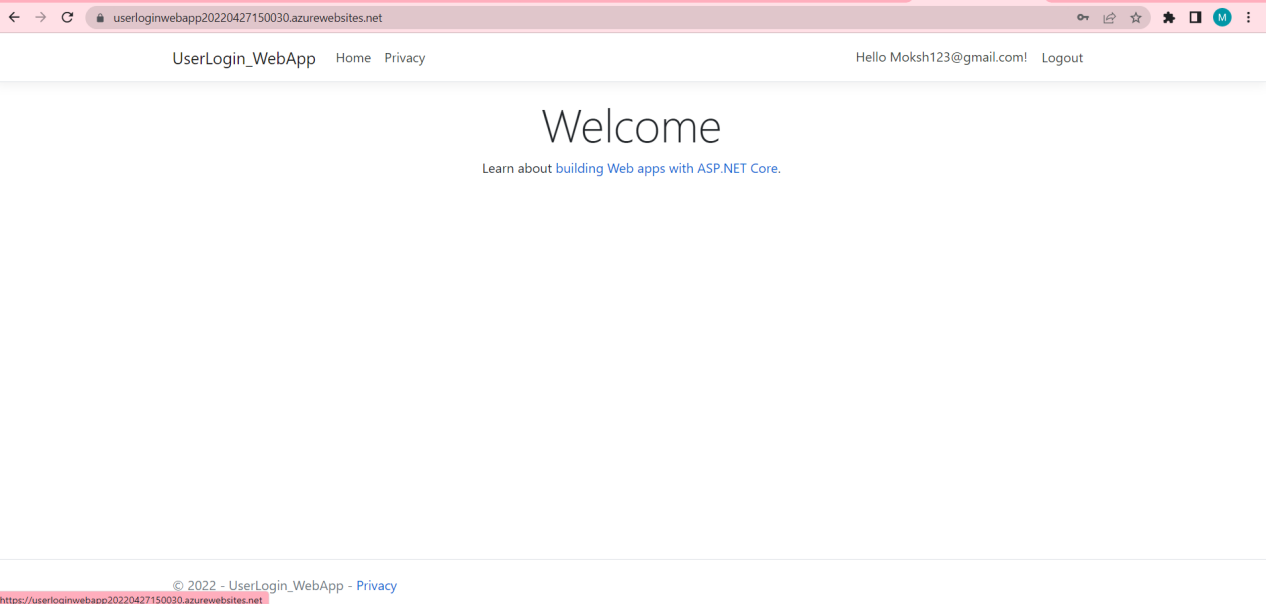 userloginwebapp20220427150030.azurewebsites.net
M
UserLogin_WebApp Home Privacy Hello Moksh123@gmail.com! Logout
Welcome
Learn about building Web apps with ASP.NET Core.
© 2022 - UserLogin_WebApp - Privacy
https://userloginwebapp20220427150030.azurewebsites.net